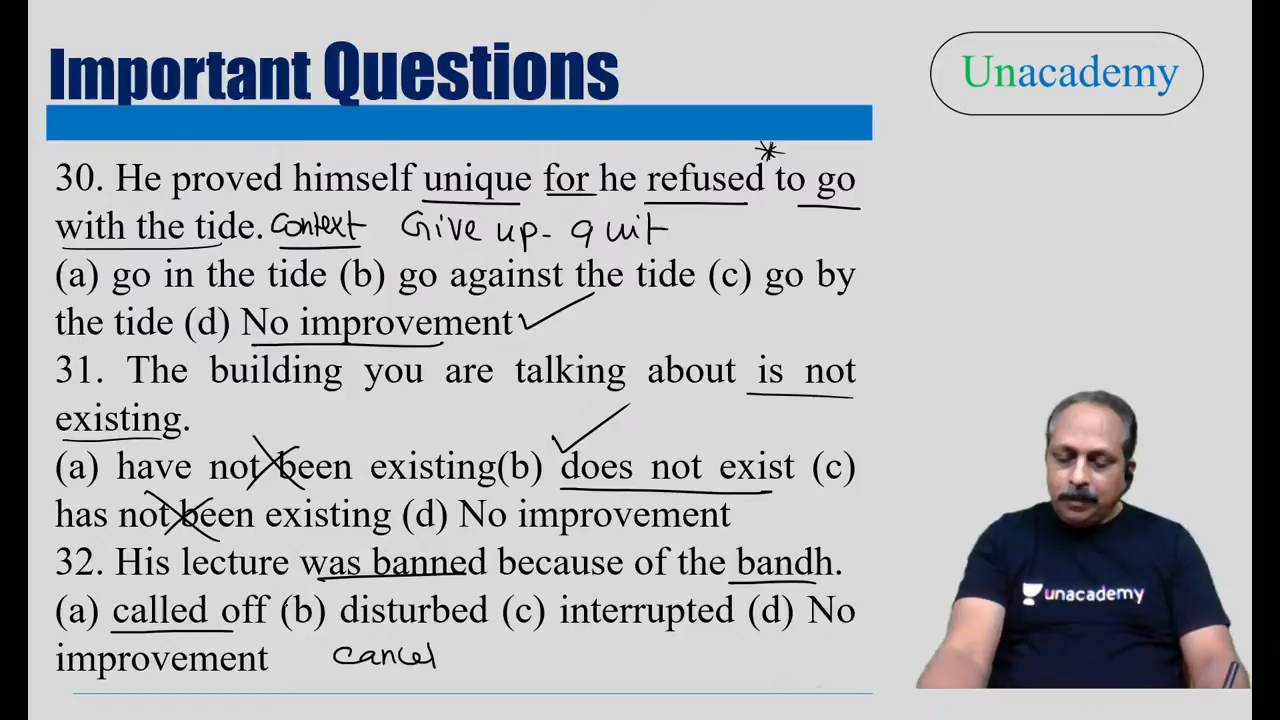 Important Questions
Unacademy
30. He proved himself unique for he refused* to go
with the tide. context Give up - quit
(a) go in the tide (b) go against the tide (c) go by
the tide (d) No improvement
31. The building you are talking about is not
existing.
(a) have not been existing(b) does not exist (c)
has not been existing (d) No improvement
32. His lecture was banned because of the bandh.
(a) called off (b) disturbed (c) interrupted (d) No
improvement cancel
unacademy